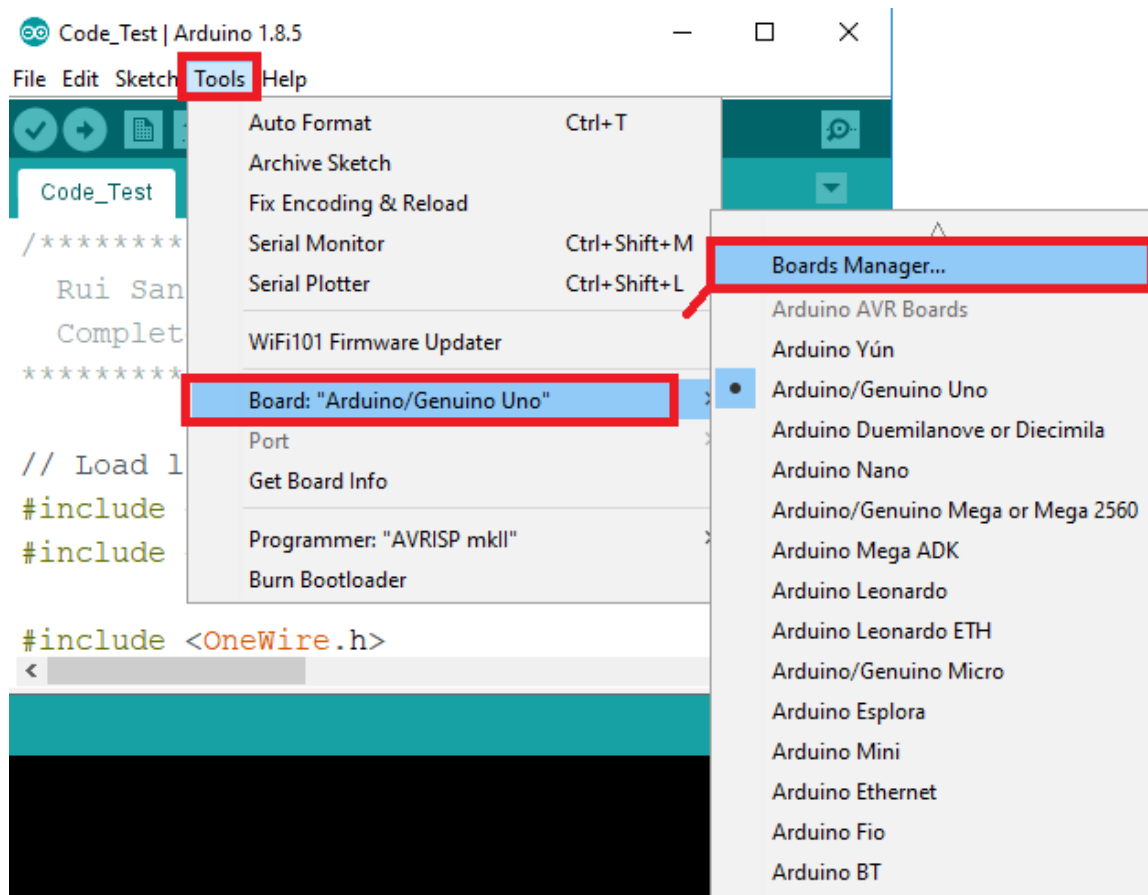 Code_Test | Arduino 1.8.5
File Edit Sketch Tools Help
Auto Format Ctrl+T
Archive Sketch
Fix Encoding & Reload
Serial Monitor Ctrl+Shift+M
Serial Plotter Ctrl+Shift+L
WiFi101 Firmware Updater
Board: "Arduino/Genuino Uno"
Port
Get Board Info
Programmer: "AVRISP mkII"
Burn Bootloader
Boards Manager...
Arduino AVR Boards
Arduino Yún
Arduino/Genuino Uno
Arduino Duemilanove or Diecimila
Arduino Nano
Arduino/Genuino Mega or Mega 2560
Arduino Mega ADK
Arduino Leonardo
Arduino Leonardo ETH
Arduino/Genuino Micro
Arduino Esplora
Arduino Mini
Arduino Ethernet
Arduino Fio
Arduino BT
Code_Test
/*********
Rui San
Complet
*********
// Load l
#include
#include
#include <OneWire.h>